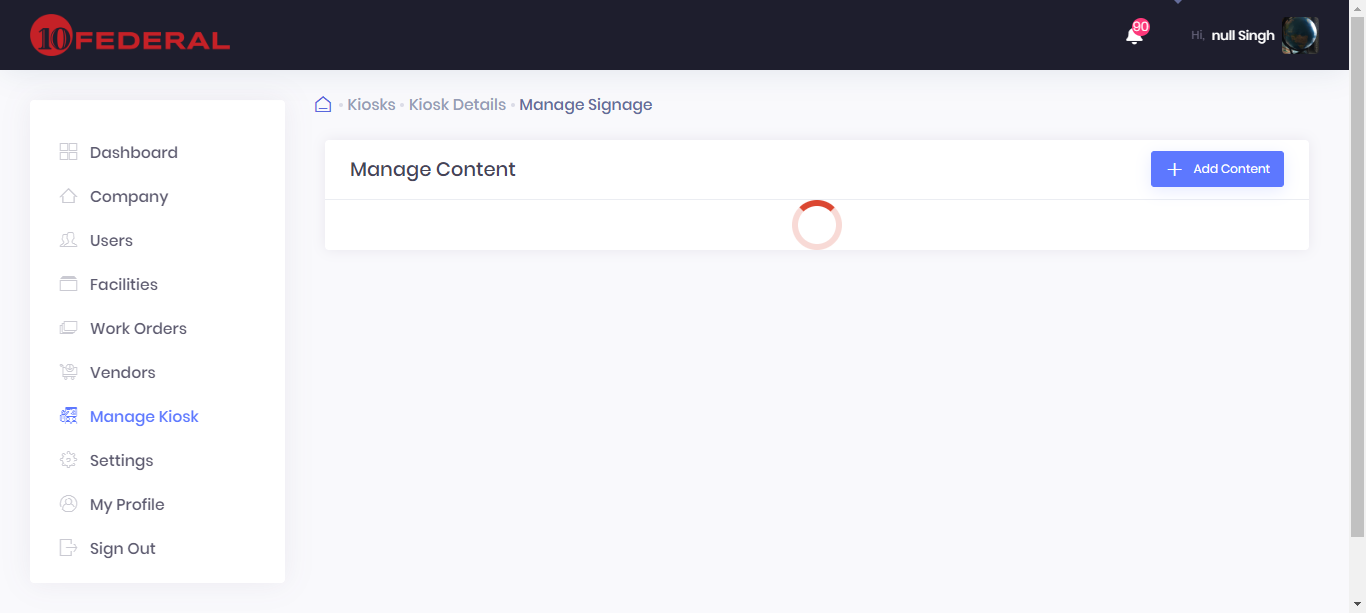 10 FEDERAL
90
Hi, null Singh
Kiosks • Kiosk Details • Manage Signage
Dashboard
Company
Users
Facilities
Work Orders
Vendors
Manage Kiosk
Settings
My Profile
Sign Out
Manage Content
Add Content